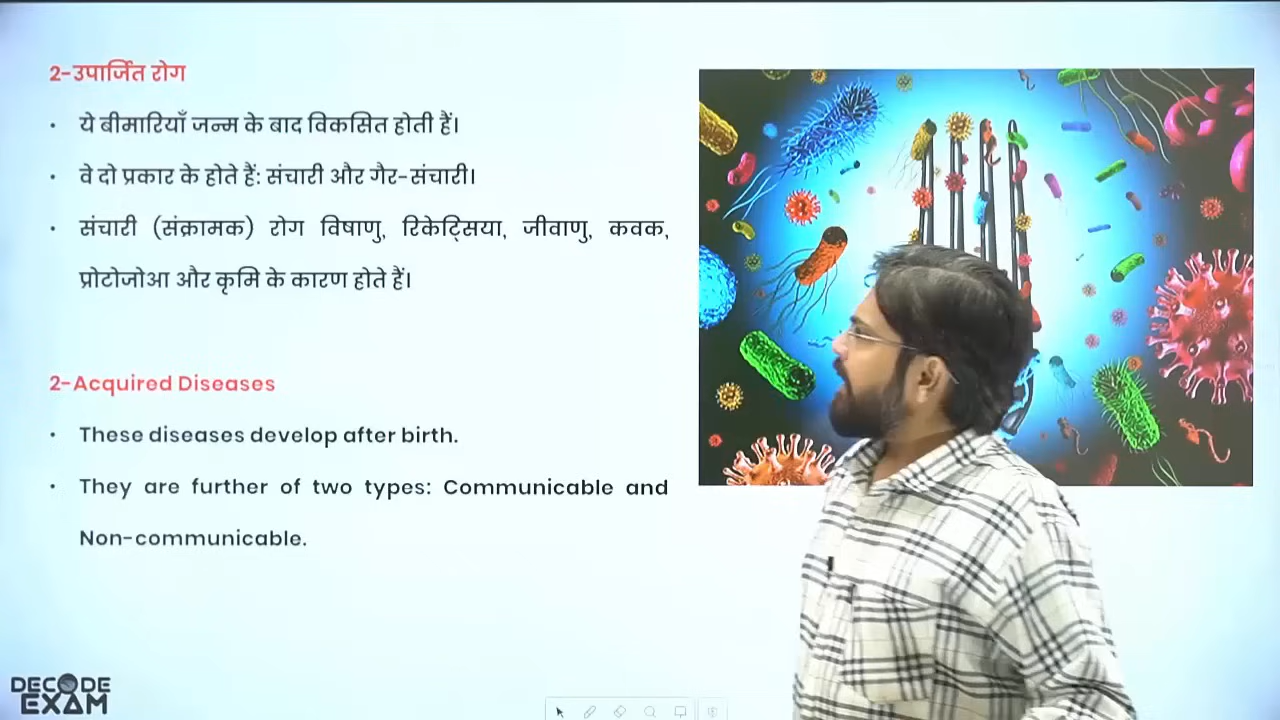 2-उपार्जित रोग
• ये बीमारियाँ जन्म के बाद विकसित होती हैं।
• वे दो प्रकार के होते हैं: संचारी और गैर-संचारी।
• संचारी (संक्रामक) रोग विषाणु, रिकेट्सिया, जीवाणु, कवक,
प्रोटोजोआ और कृमि के कारण होते हैं।
2-Acquired Diseases
• These diseases develop after birth.
• They are further of two types: Communicable and
Non-communicable.
DECODE
EXAM